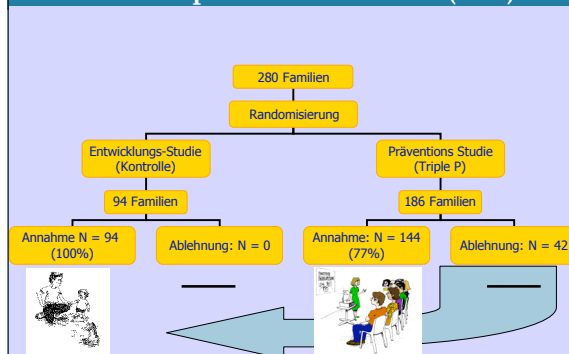 280 Familien
Randomisierung
Entwicklungs-Studie
(Kontrolle)
Präventions Studie
(Triple P)
94 Familien
186 Familien
Annahme N = 94
(100%)
Ablehnung: N = 0
Annahme: N = 144
(77%)
Ablehnung: N = 42